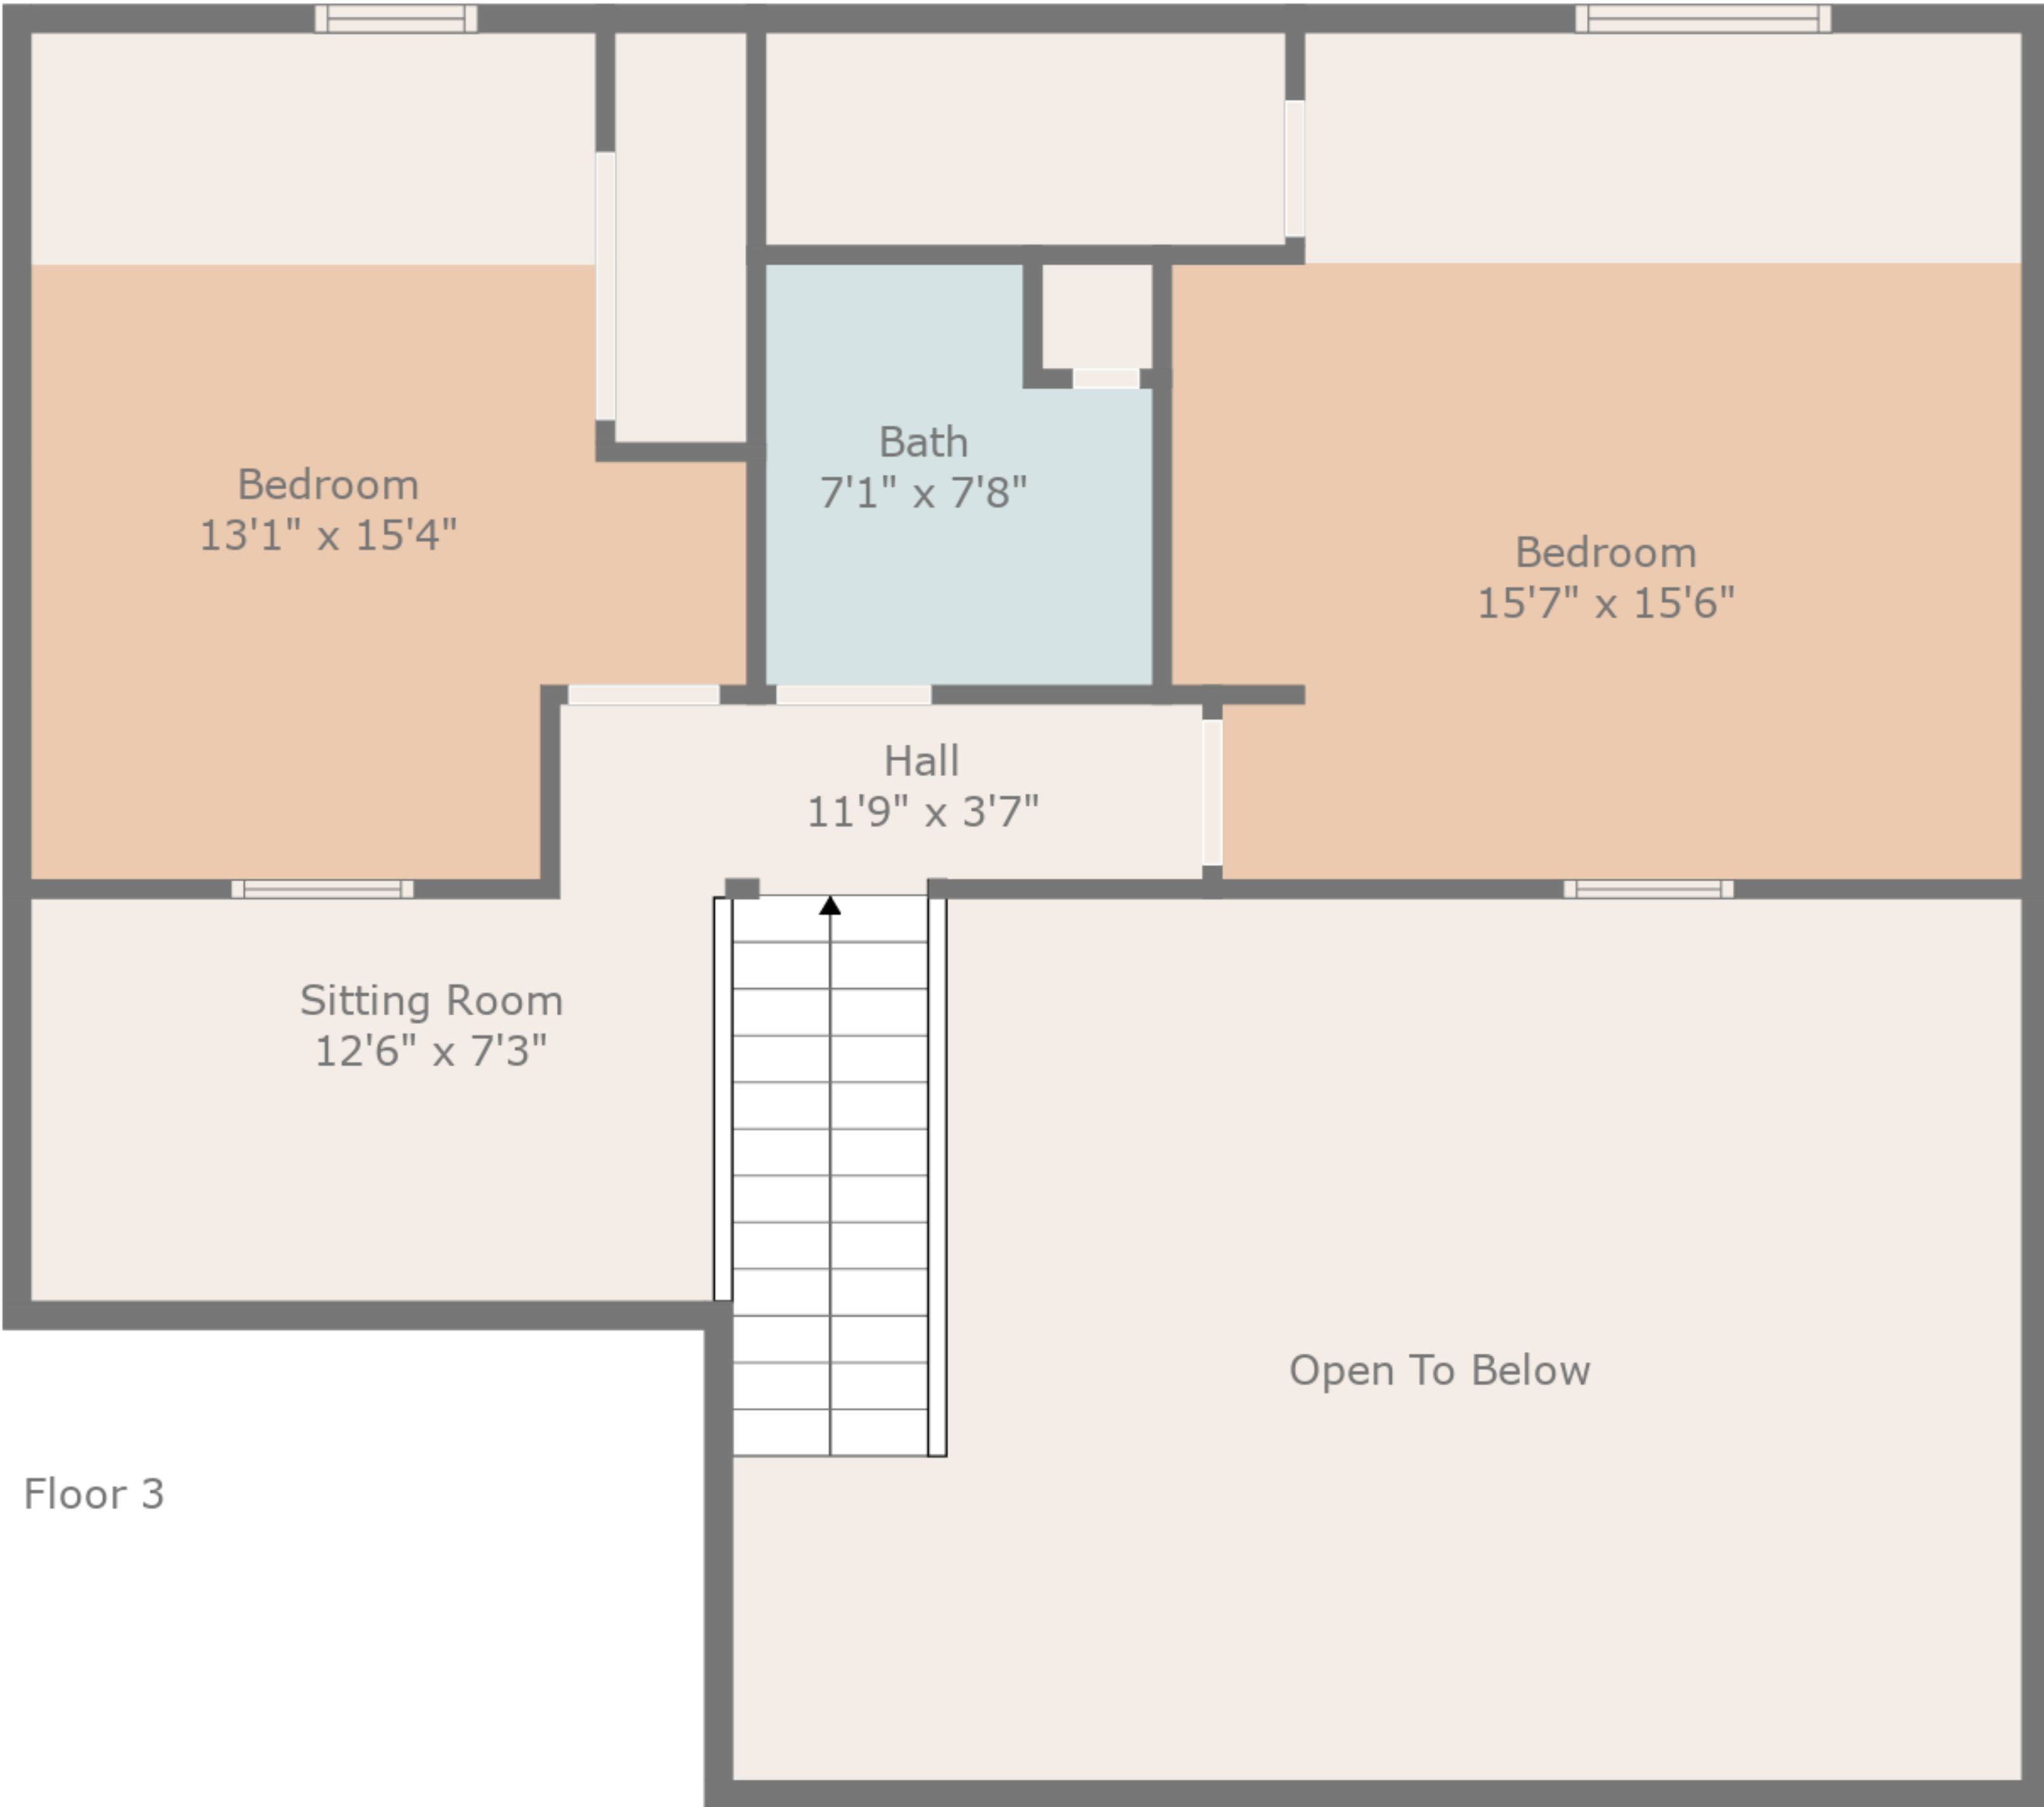 Bath
7'1" x 7'8"
Bedroom
13'1" x 15'4"
Bedroom
15'7" x 15'6"
Hall
11'9" x 3'7"
Sitting Room
12'6" x 7'3"
Open To Below
Floor 3